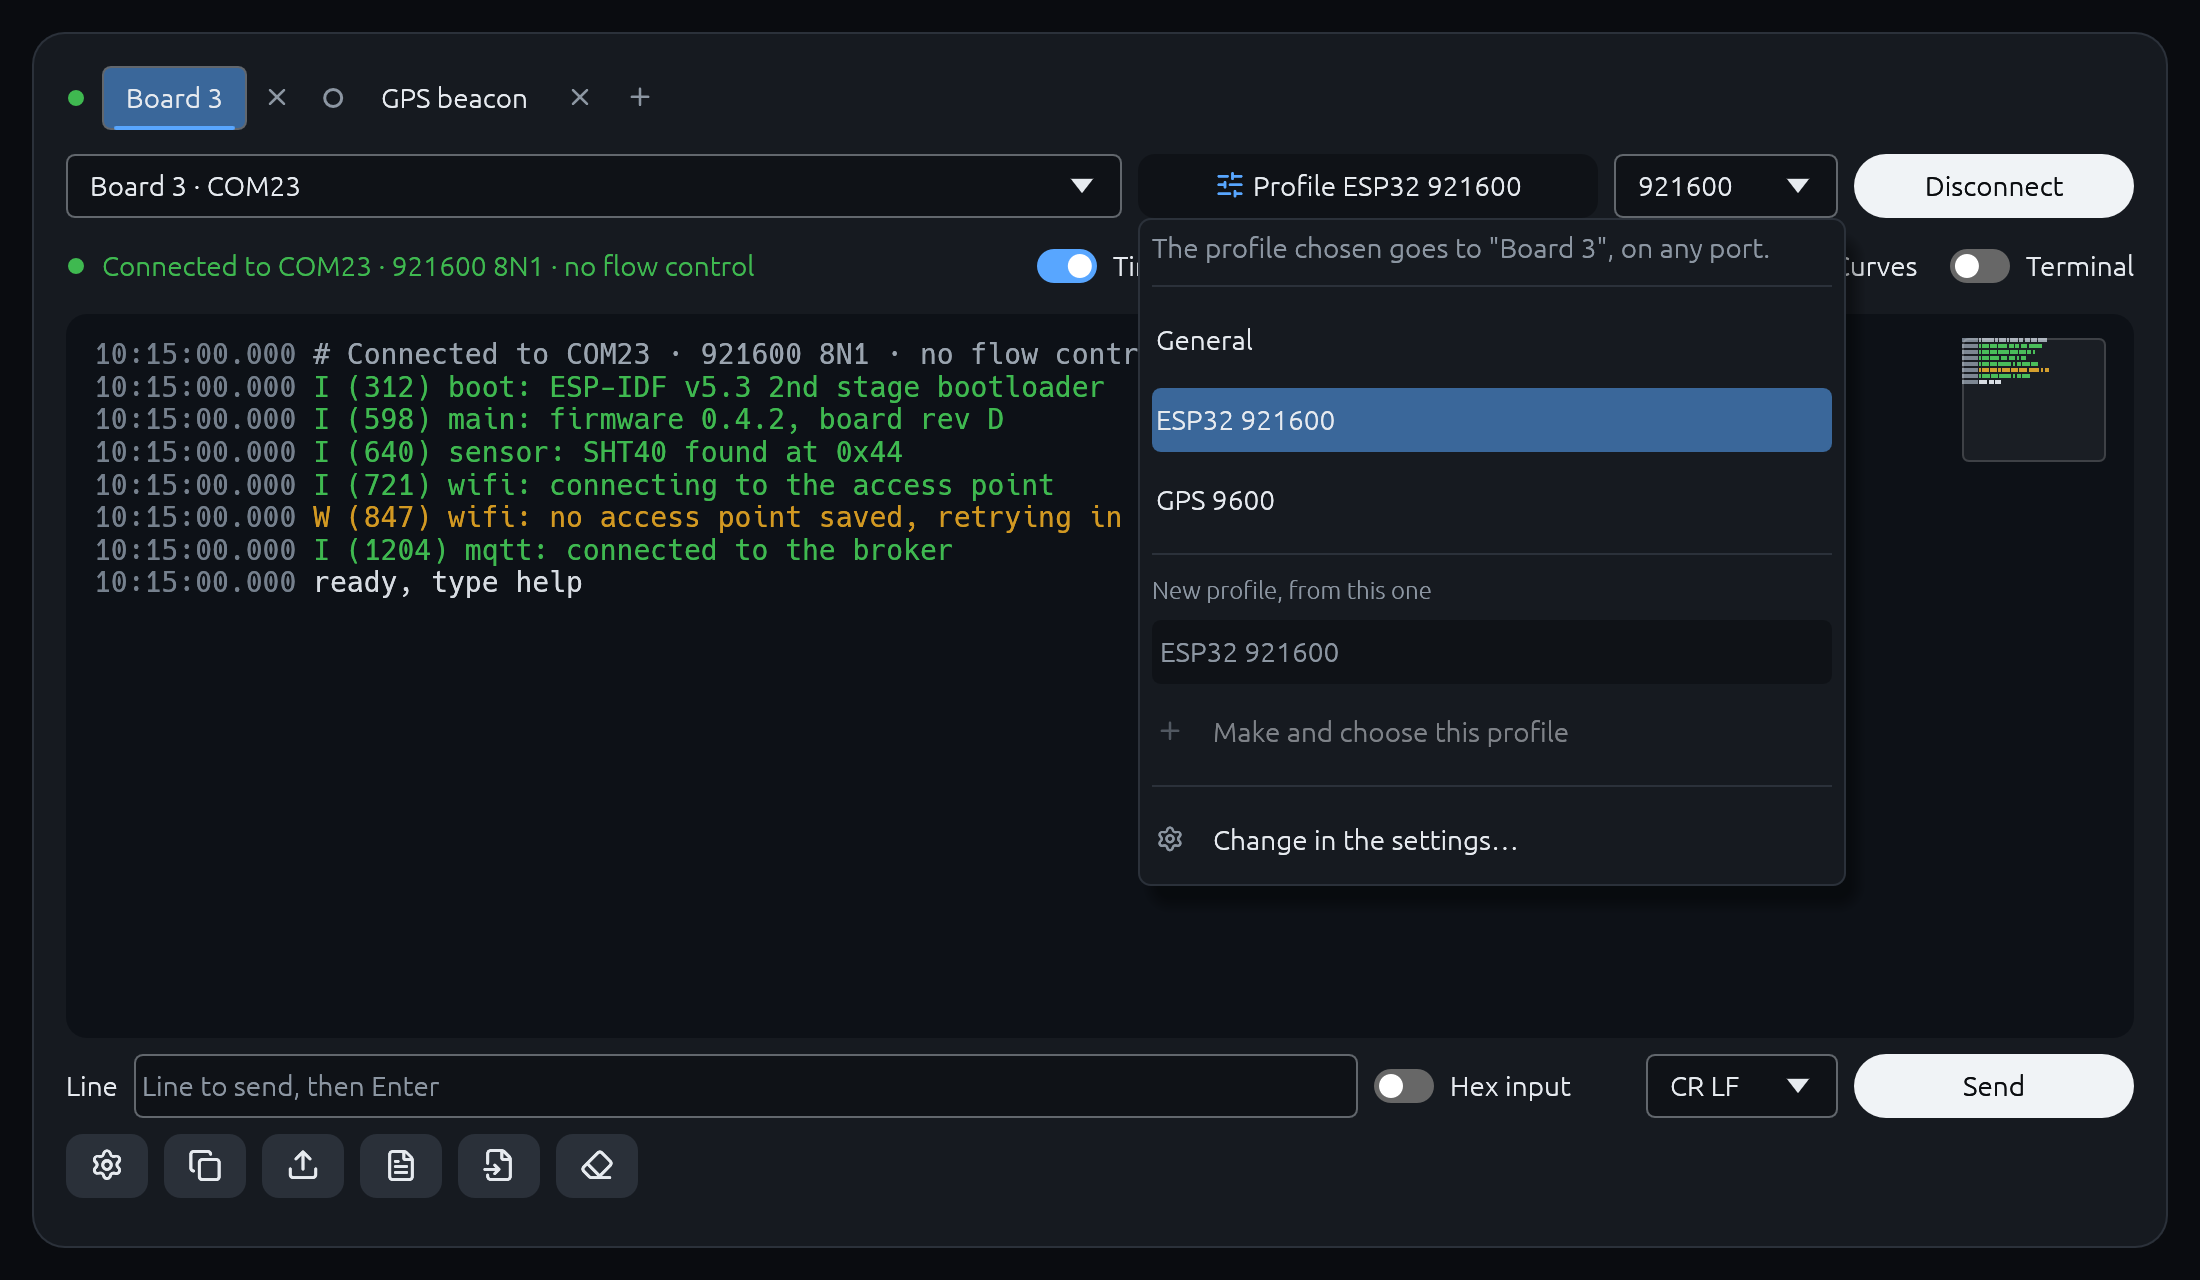 Board 3
GPS beacon
Board 3 · COM23
Profile ESP32 921600
921600
Disconnect
Connected to COM23 · 921600 8N1 · no flow control
The profile chosen goes to "Board 3", on any port.
Terminal
10:15:00.000 # Connected to COM23 · 921600 8N1 · no flow
10:15:00.000 I (312) boot: ESP-IDF v5.3 2nd stage bootloader
10:15:00.000 I (598) main: firmware 0.4.2, board rev D
10:15:00.000 I (640) sensor: SHT40 found at 0x44
10:15:00.000 I (721) wifi: connecting to the access point
10:15:00.000 W (847) wifi: no access point saved, retrying in
10:15:00.000 I (1204) mqtt: connected to the broker
10:15:00.000 ready, type help
General
ESP32 921600
GPS 9600
New profile, from this one
ESP32 921600
Make and choose this profile
Change in the settings…
Line
Line to send, then Enter
Hex input
CR LF
Send